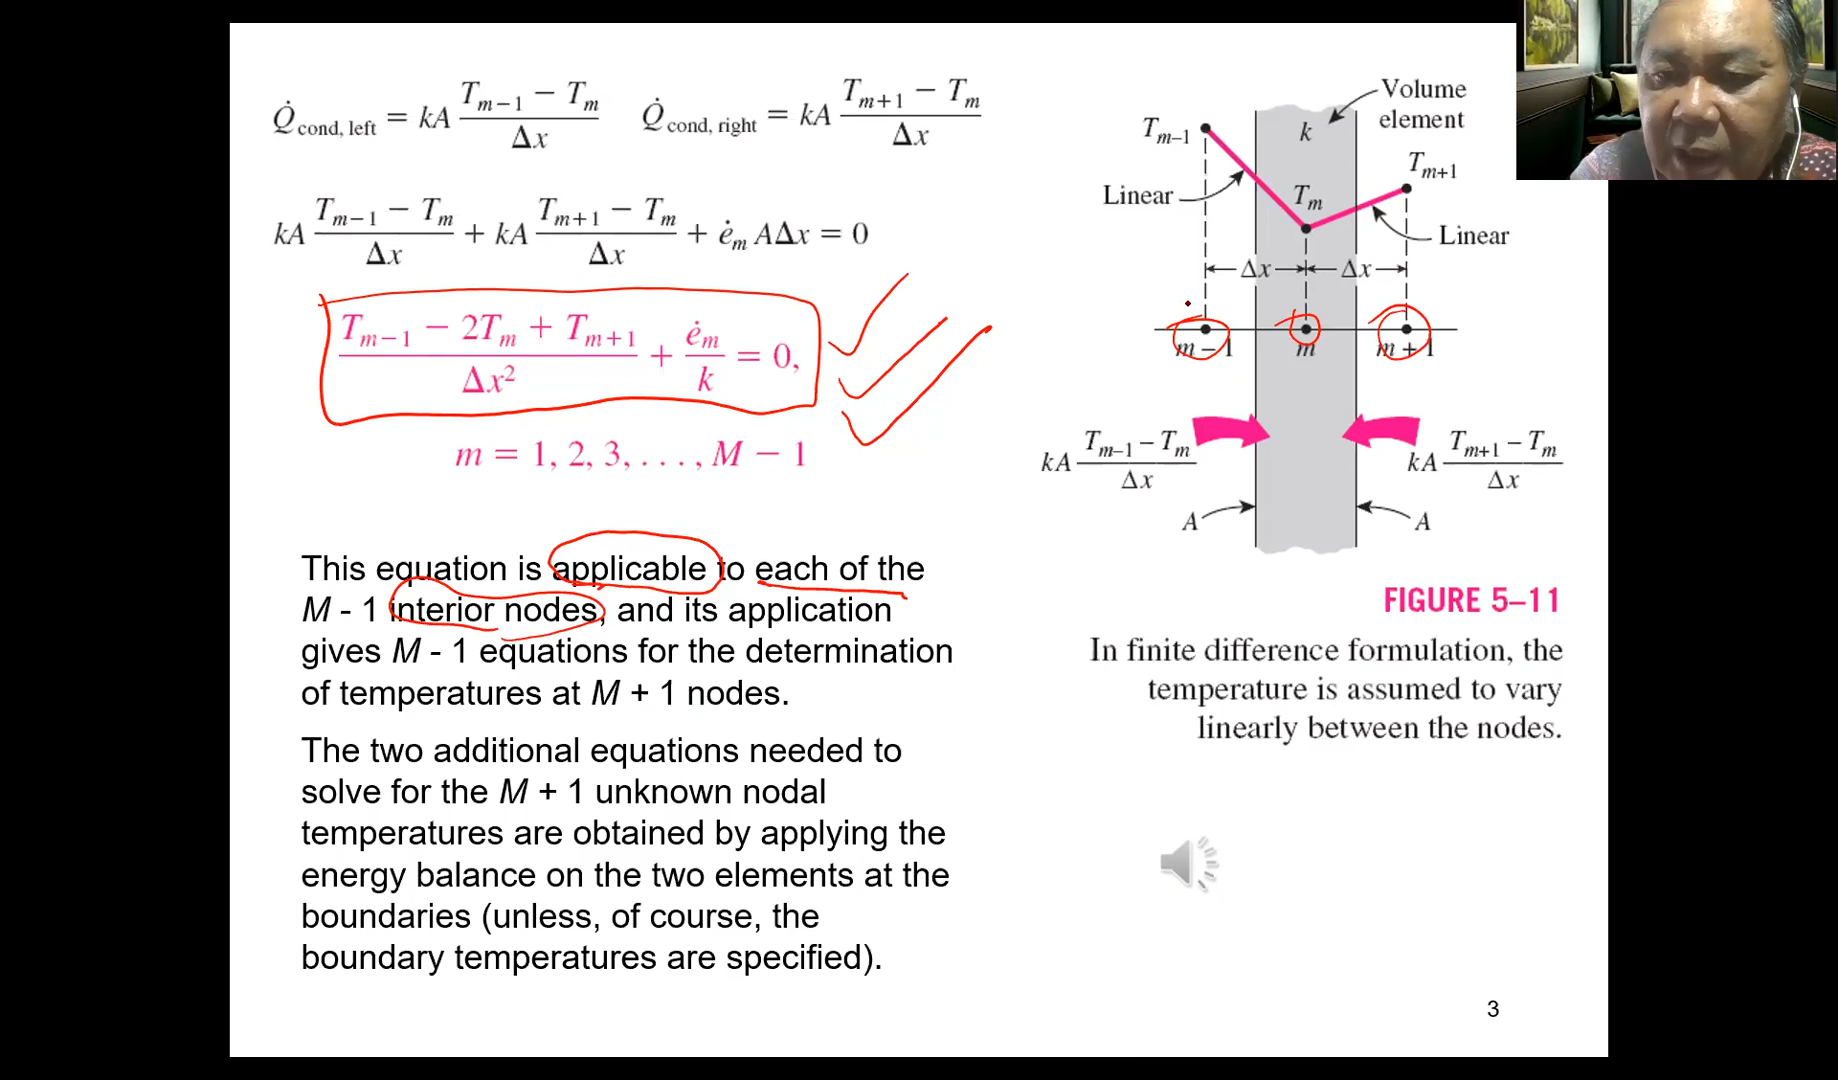 Q̇cond, left = kA (Tm−1 − Tm)/Δx   Q̇cond, right = kA (Tm+1 − Tm)/Δx
kA (Tm−1 − Tm)/Δx + kA (Tm+1 − Tm)/Δx + ėm AΔx = 0
(Tm−1 − 2Tm + Tm+1)/Δx² + ėm/k = 0,
m = 1, 2, 3, . . . , M − 1
This equation is applicable to each of the
M - 1 interior nodes, and its application
gives M - 1 equations for the determination
of temperatures at M + 1 nodes.
The two additional equations needed to
solve for the M + 1 unknown nodal
temperatures are obtained by applying the
energy balance on the two elements at the
boundaries (unless, of course, the
boundary temperatures are specified).
Volume
element
k
Tm−1
Tm+1
Linear
Tm
Linear
Δx Δx
m − 1 m m + 1
kA (Tm−1 − Tm)/Δx
kA (Tm+1 − Tm)/Δx
A A
FIGURE 5–11
In finite difference formulation, the
temperature is assumed to vary
linearly between the nodes.
3